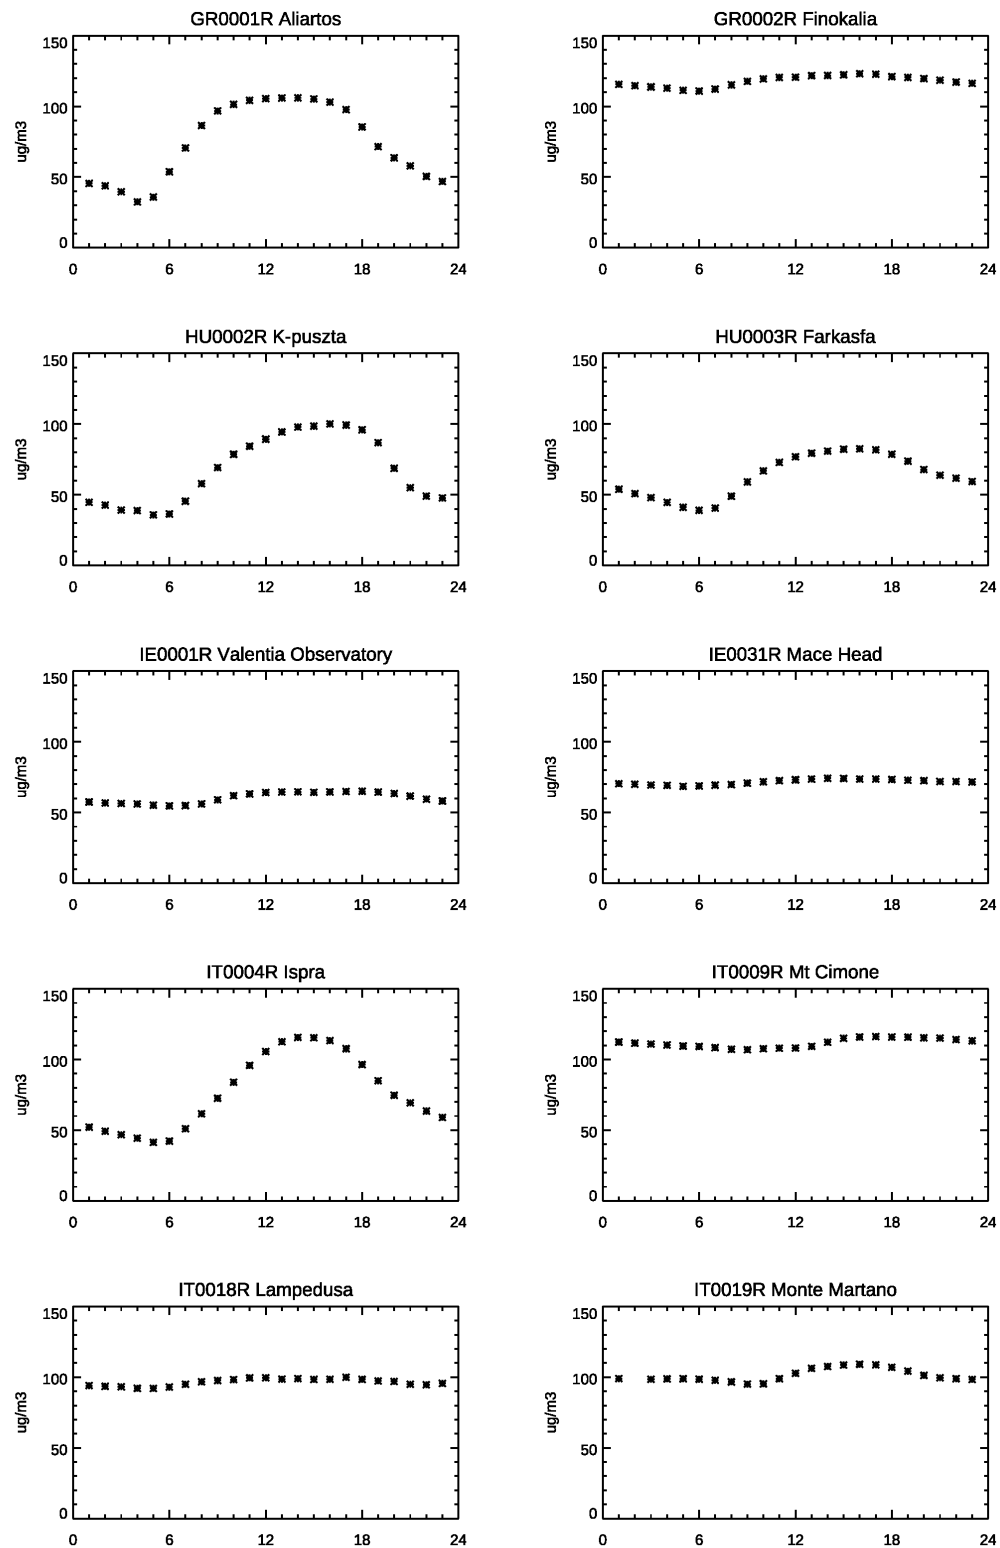 GR0001R Aliartos
GR0002R Finokalia
150
100
50
0
ug/m3
0 6 12 18 24
150
100
50
0
ug/m3
0 6 12 18 24
HU0002R K-puszta
HU0003R Farkasfa
150
100
50
0
ug/m3
0 6 12 18 24
150
100
50
0
ug/m3
0 6 12 18 24
IE0001R Valentia Observatory
IE0031R Mace Head
150
100
50
0
ug/m3
0 6 12 18 24
150
100
50
0
ug/m3
0 6 12 18 24
IT0004R Ispra
IT0009R Mt Cimone
150
100
50
0
ug/m3
0 6 12 18 24
150
100
50
0
ug/m3
0 6 12 18 24
IT0018R Lampedusa
IT0019R Monte Martano
150
100
50
0
ug/m3
0 6 12 18 24
150
100
50
0
ug/m3
0 6 12 18 24